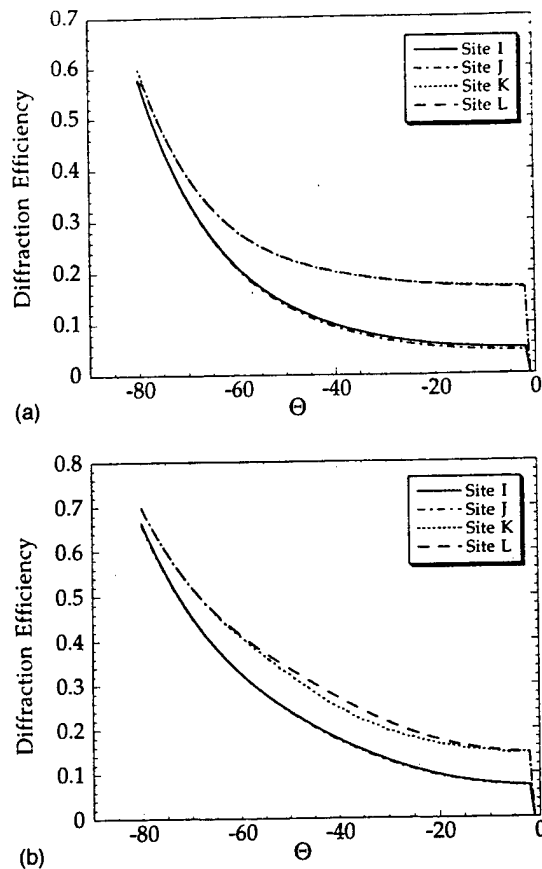 0.7
0.6
0.5
0.4
0.3
0.2
0.1
0
Diffraction Efficiency
Site I
Site J
Site K
Site L
-80
-60
-40
-20
0
Θ
(a)
0.8
0.7
0.6
0.5
0.4
0.3
0.2
0.1
0
Diffraction Efficiency
Site I
Site J
Site K
Site L
-80
-60
-40
-20
0
Θ
(b)